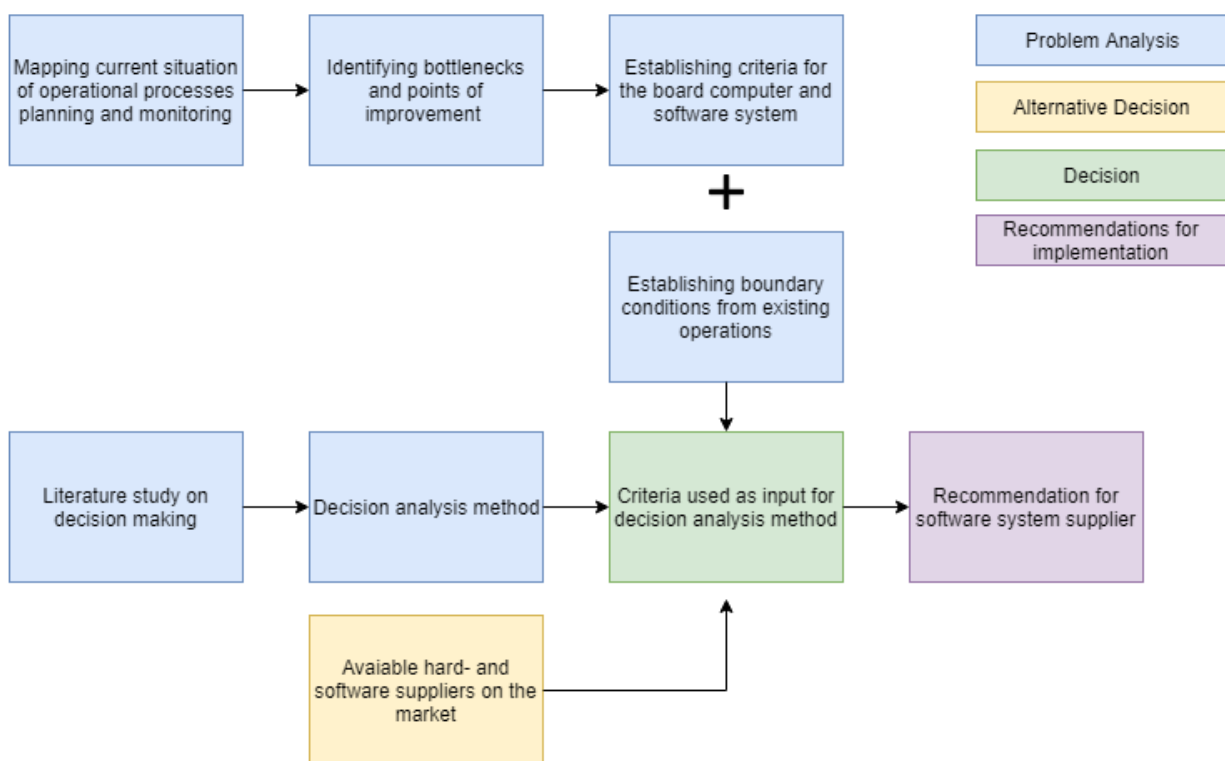 Mapping current situation
of operational processes
planning and monitoring
Identifying bottlenecks
and points of
improvement
Establishing criteria for
the board computer and
software system
Problem Analysis
Alternative Decision
Decision
Recommendations for
implementation
+
Establishing boundary
conditions from existing
operations
Literature study on
decision making
Decision analysis method
Criteria used as input for
decision analysis method
Recommendation for
software system supplier
Avaiable hard- and
software suppliers on the
market